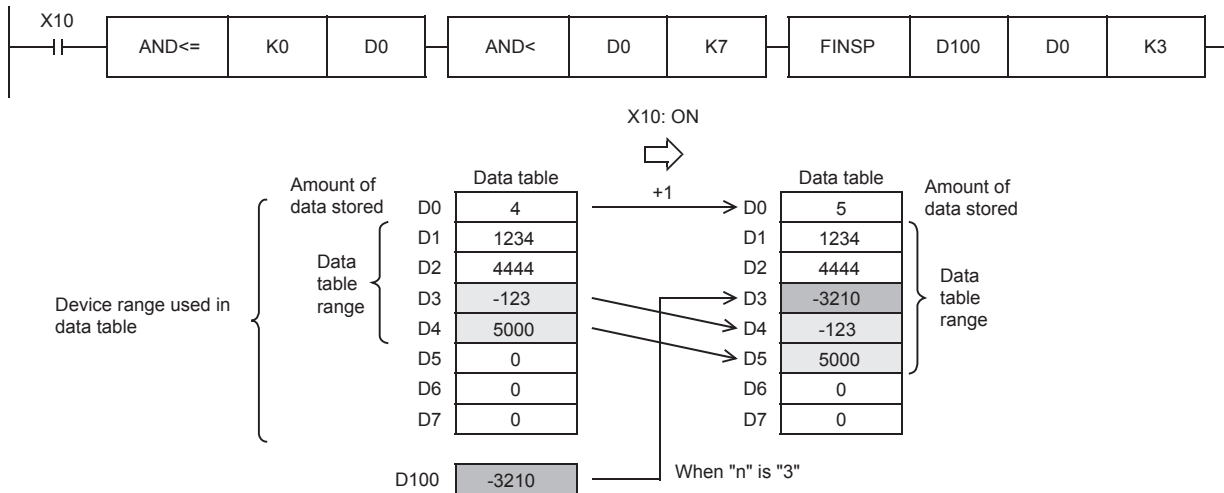 X10
AND<= K0 D0 AND< D0 K7 FINSP D100 D0 K3
X10: ON
Amount of
data stored
Data table
+1
Data table
Amount of
data stored
D0 4 D0 5
D1 1234 D1 1234
D2 4444 D2 4444
D3 -123 D3 -3210
D4 5000 D4 -123
D5 0 D5 5000
D6 0 D6 0
D7 0 D7 0
Data
table
range
Data
table
range
Device range used in
data table
D100 -3210
When "n" is "3"